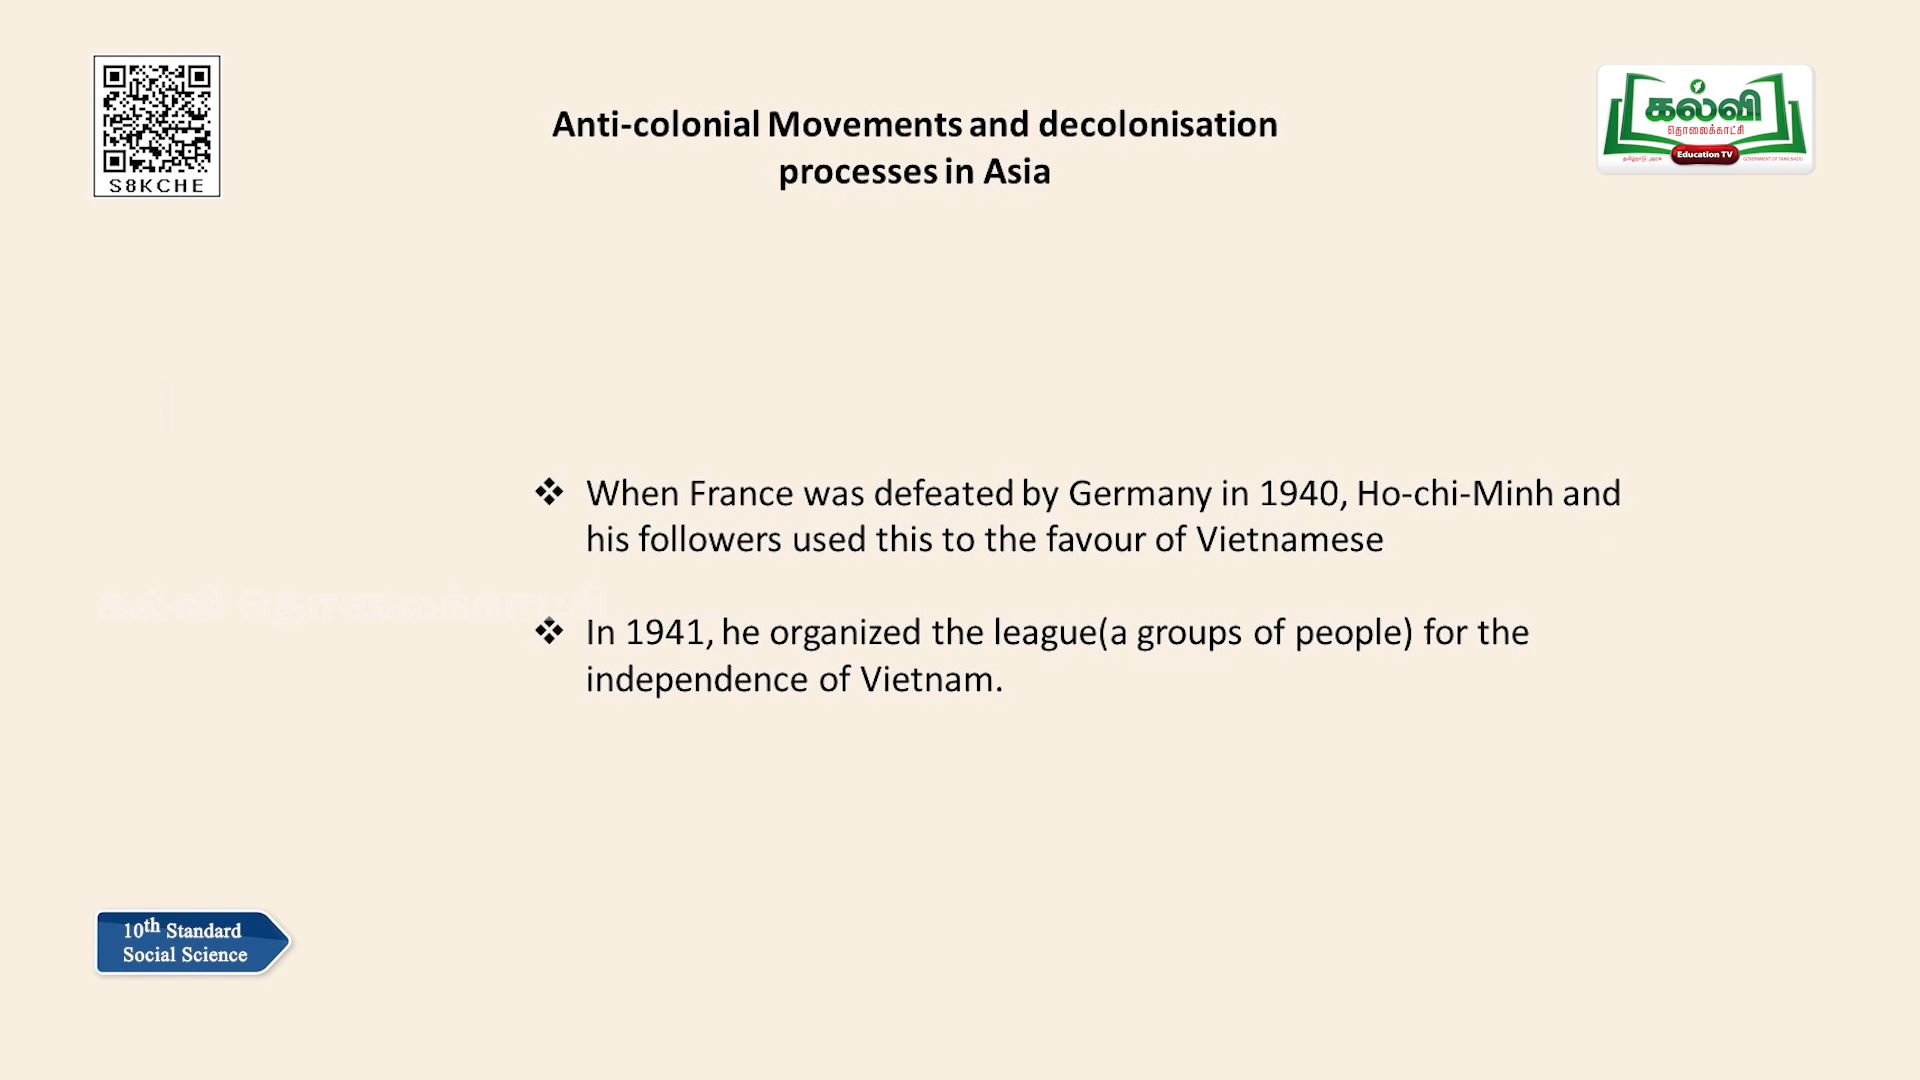 S8KCHE
Anti-colonial Movements and decolonisation
processes in Asia
கல்வி
தொலைக்காட்சி
தமிழ்நாடு அரசு
Education TV
GOVERNMENT OF TAMILNADU
❖ When France was defeated by Germany in 1940, Ho-chi-Minh and
his followers used this to the favour of Vietnamese
கல்வி தொலைக்காட்சி
❖ In 1941, he organized the league(a groups of people) for the
independence of Vietnam.
10th Standard
Social Science